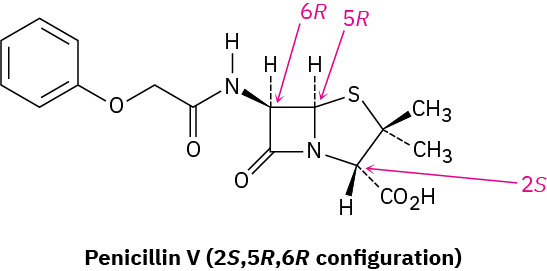 6R
5R
H
H
H
N
S
CH₃
O
O
N
CH₃
O
2S
H
CO₂H
Penicillin V (2S,5R,6R configuration)